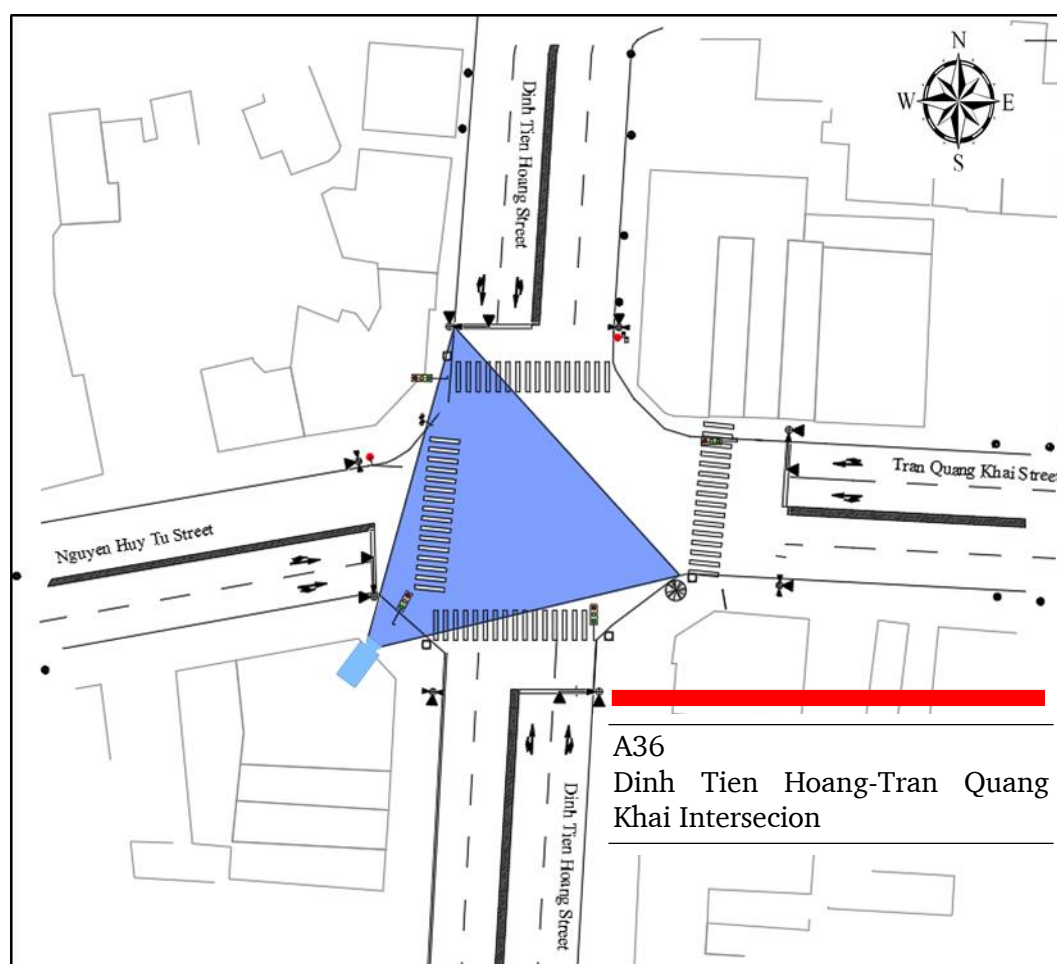 N
W E
S
Dinh Tien Hoang Street
Tran Quang Khai Street
Nguyen Huy Tu Street
Dinh Tien Hoang Street
A36
Dinh Tien Hoang-Tran Quang
Khai Intersecion